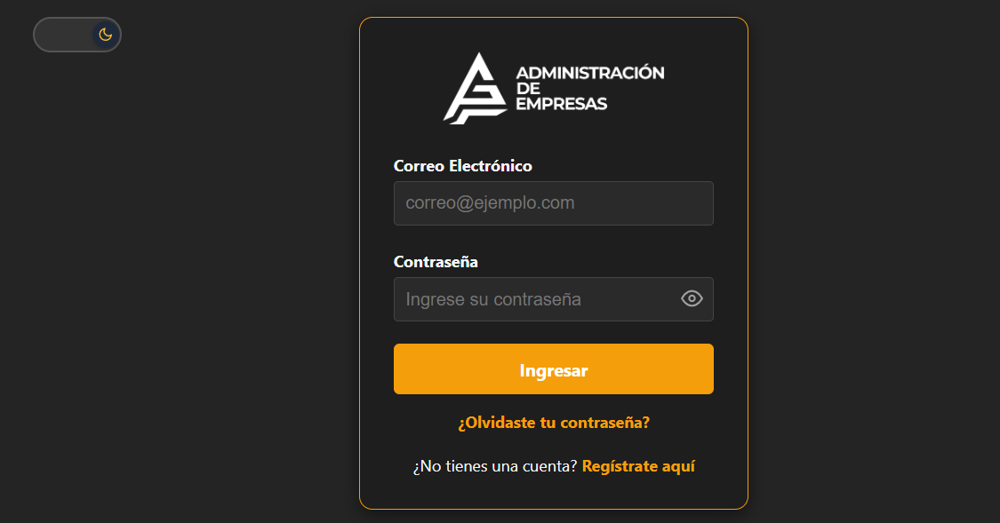 ADMINISTRACIÓN
DE
EMPRESAS
Correo Electrónico
correo@ejemplo.com
Contraseña
Ingrese su contraseña
Ingresar
¿Olvidaste tu contraseña?
¿No tienes una cuenta? Regístrate aquí